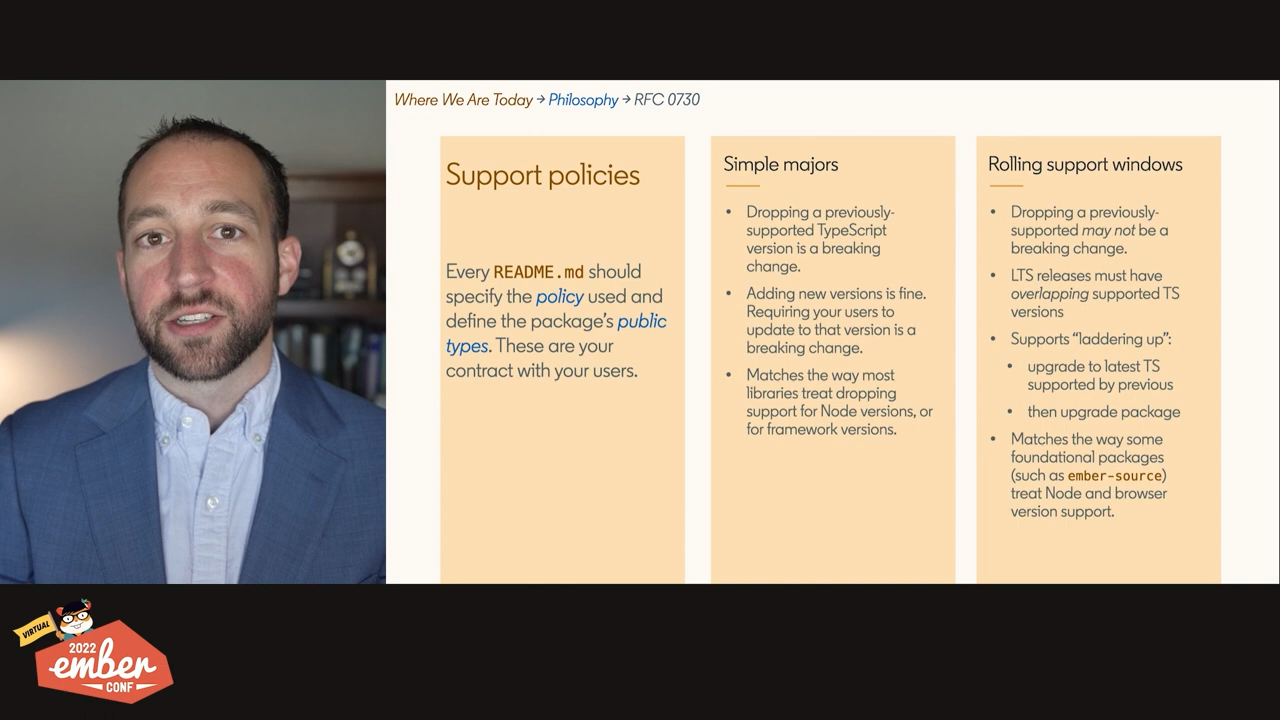 Where We Are Today → Philosophy → RFC 0730
Support policies
Every README.md should
specify the policy used and
define the package’s public
types. These are your
contract with your users.
Simple majors
• Dropping a previously-
supported TypeScript
version is a breaking
change.
• Adding new versions is fine.
Requiring your users to
update to that version is a
breaking change.
• Matches the way most
libraries treat dropping
support for Node versions, or
for framework versions.
Rolling support windows
• Dropping a previously-
supported may not be a
breaking change.
• LTS releases must have
overlapping supported TS
versions
• Supports “laddering up”:
• upgrade to latest TS
supported by previous
• then upgrade package
• Matches the way some
foundational packages
(such as ember-source)
treat Node and browser
version support.
VIRTUAL
2022
ember
CONF